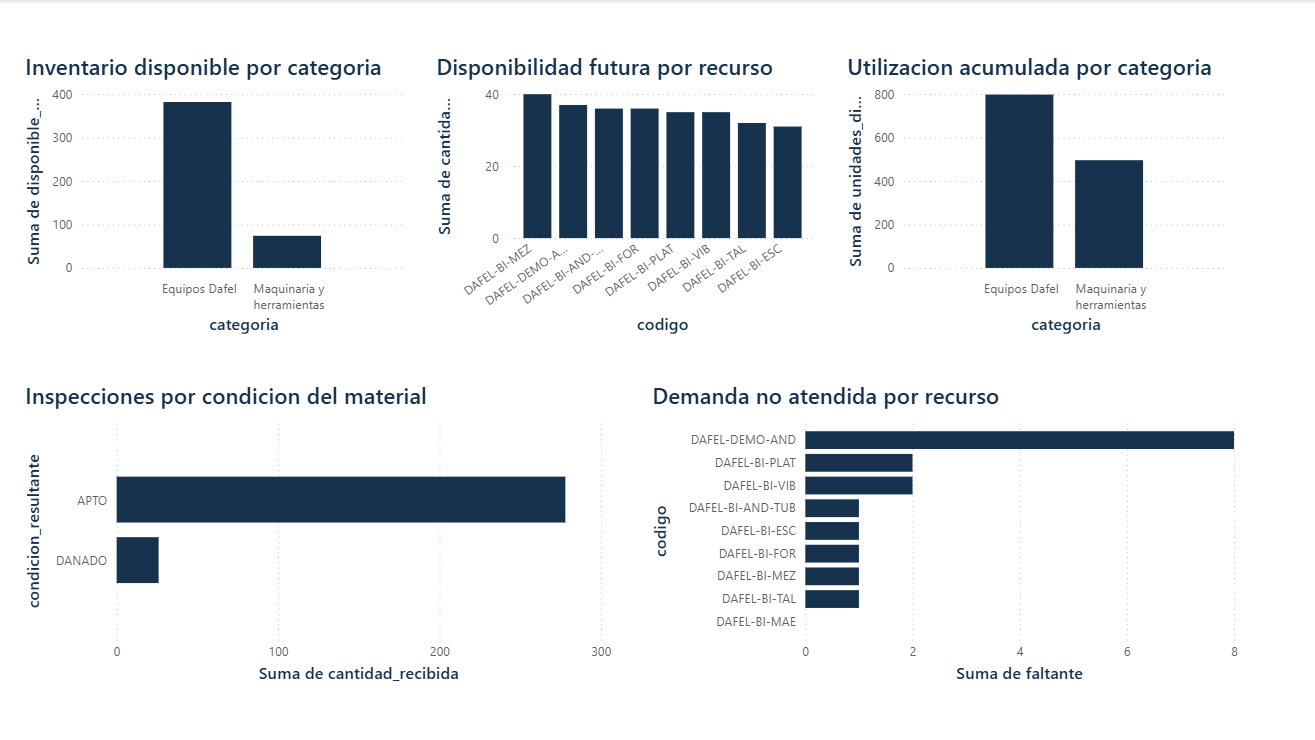 Inventario disponible por categoria
Suma de disponible_...
400
300
200
100
0
Equipos Dafel
Maquinaria y
herramientas
categoria
Disponibilidad futura por recurso
Suma de cantida...
40
20
0
DAFEL-BI-MEZ
DAFEL-DEMO-A...
DAFEL-BI-AND-...
DAFEL-BI-FOR
DAFEL-BI-PLAT
DAFEL-BI-VIB
DAFEL-BI-TAL
DAFEL-BI-ESC
codigo
Utilizacion acumulada por categoria
Suma de unidades_di...
800
600
400
200
0
Equipos Dafel
Maquinaria y
herramientas
categoria
Inspecciones por condicion del material
condicion_resultante
APTO
DANADO
0
100
200
300
Suma de cantidad_recibida
Demanda no atendida por recurso
codigo
DAFEL-DEMO-AND
DAFEL-BI-PLAT
DAFEL-BI-VIB
DAFEL-BI-AND-TUB
DAFEL-BI-ESC
DAFEL-BI-FOR
DAFEL-BI-MEZ
DAFEL-BI-TAL
DAFEL-BI-MAE
0
2
4
6
8
Suma de faltante